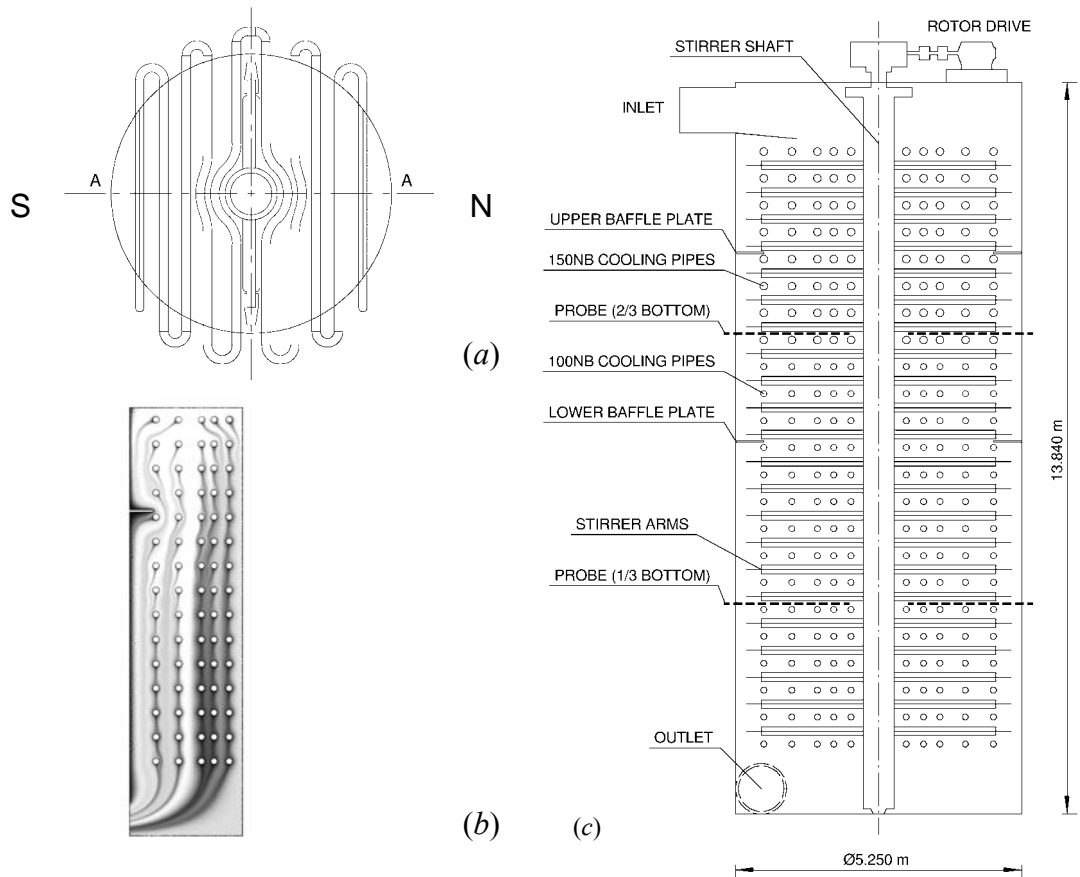 A
A
S
N
(a)
(b)
ROTOR DRIVE
STIRRER SHAFT
INLET
UPPER BAFFLE PLATE
150NB COOLING PIPES
PROBE (2/3 BOTTOM)
100NB COOLING PIPES
LOWER BAFFLE PLATE
STIRRER ARMS
PROBE (1/3 BOTTOM)
OUTLET
13.840 m
(c)
Ø5.250 m